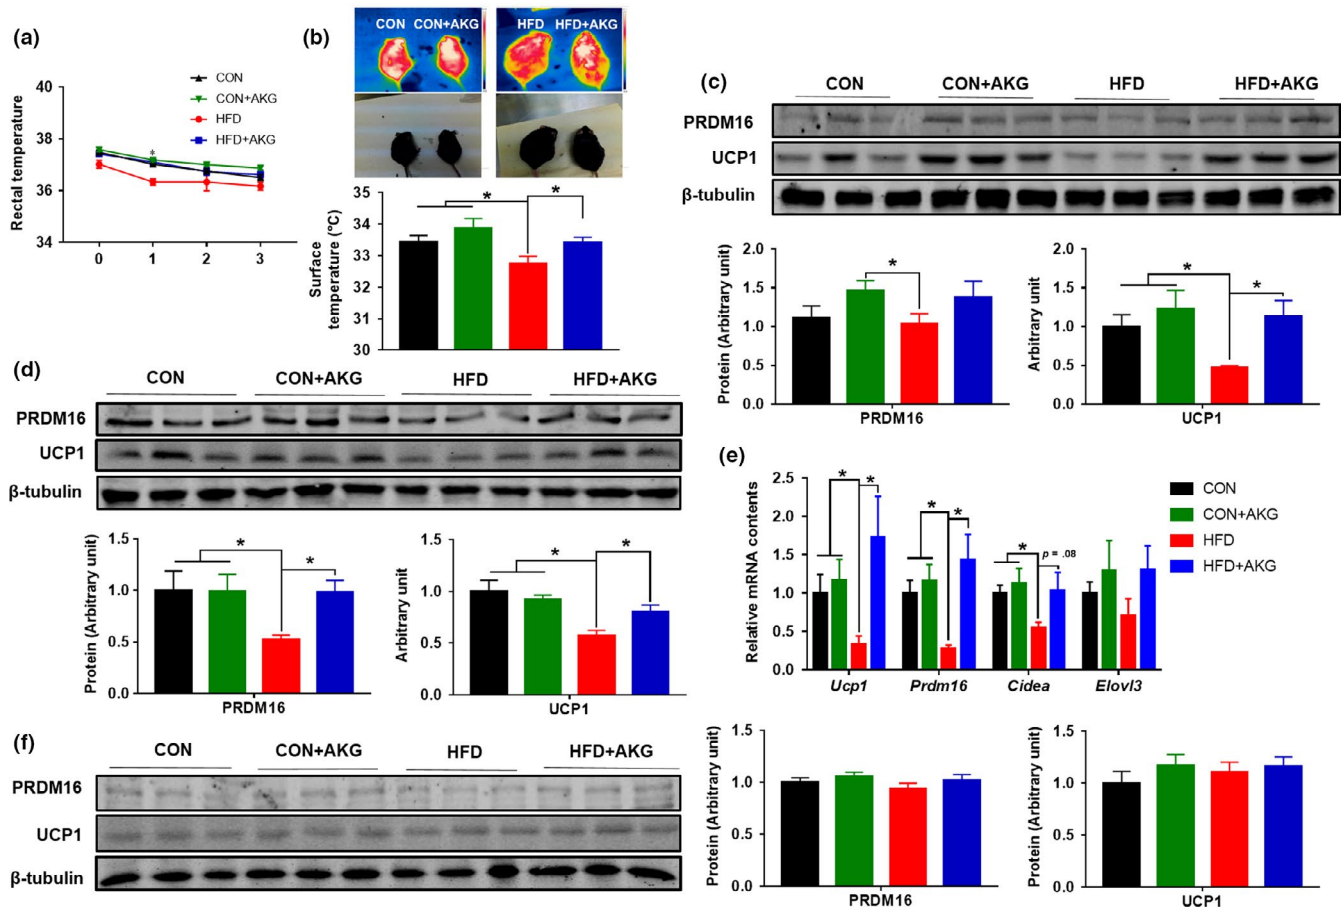 (a)
CON
CON+AKG
HFD
HFD+AKG
Rectal temperature
40
38
36
34
0 1 2 3
*
(b)
CON CON+AKG HFD HFD+AKG
Surface
temperature (°C)
35
34
33
32
31
30
* *
(c)
CON CON+AKG HFD HFD+AKG
PRDM16
UCP1
β-tubulin
Protein (Arbitrary unit)
2.0
1.5
1.0
0.5
0.0
*
PRDM16
Arbitrary unit
2.0
1.5
1.0
0.5
0.0
* *
UCP1
(d)
CON CON+AKG HFD HFD+AKG
PRDM16
UCP1
β-tubulin
Protein (Arbitrary unit)
1.5
1.0
0.5
0.0
* *
PRDM16
Arbitrary unit
1.5
1.0
0.5
0.0
* *
UCP1
(e)
Relative mRNA contents
2.5
2.0
1.5
1.0
0.5
0.0
* * * * * p = .08
Ucp1 Prdm16 Cidea Elovl3
CON
CON+AKG
HFD
HFD+AKG
(f)
CON CON+AKG HFD HFD+AKG
PRDM16
UCP1
β-tubulin
Protein (Arbitrary unit)
1.5
1.0
0.5
0.0
PRDM16
Protein (Arbitrary unit)
1.5
1.0
0.5
0.0
UCP1